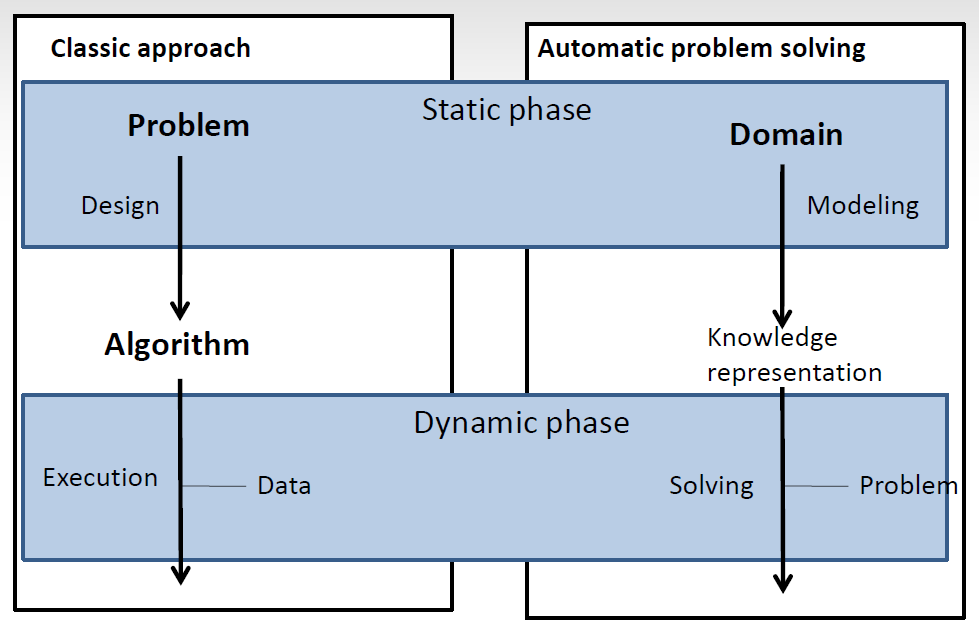 Classic approach
Automatic problem solving
Static phase
Problem
Domain
Design
Modeling
Algorithm
Knowledge
representation
Dynamic phase
Execution
Data
Solving
Problem